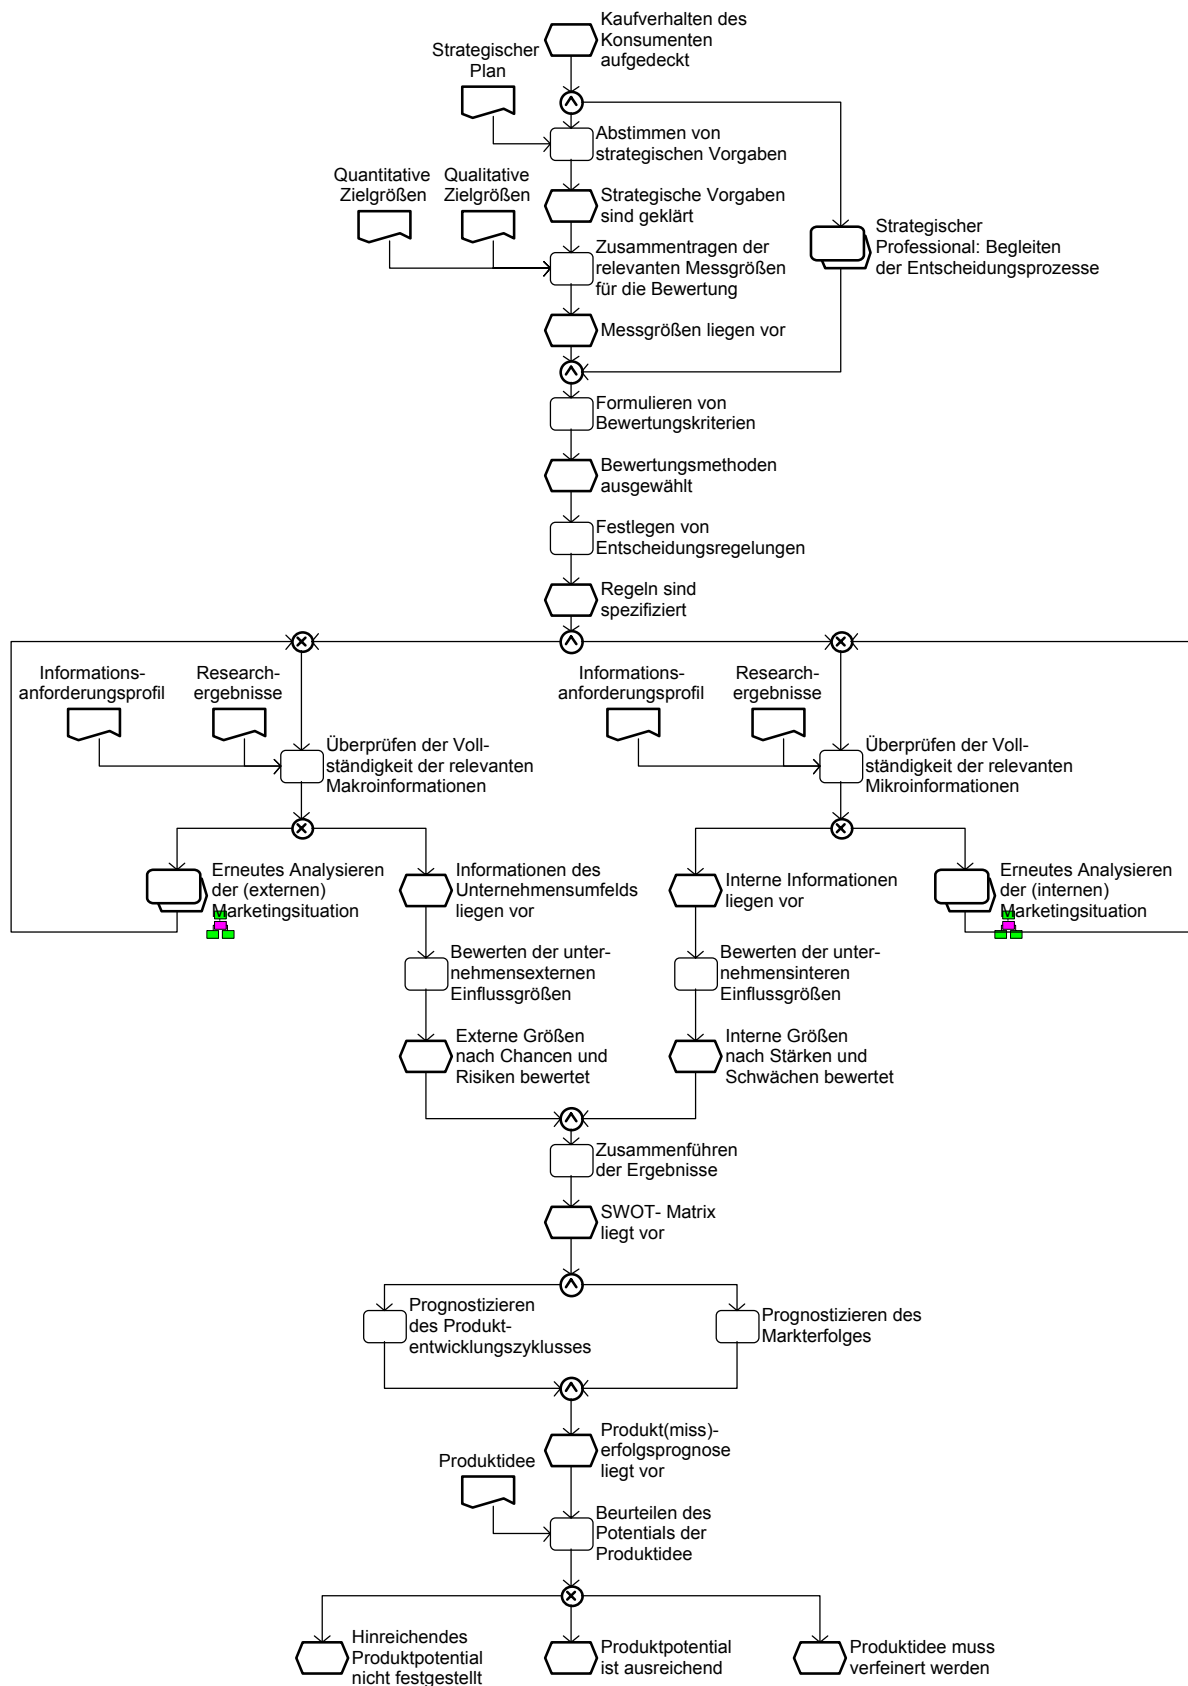 Kaufverhalten des
Konsumenten
aufgedeckt
Strategischer
Plan
Abstimmen von
strategischen Vorgaben
Quantitative
Zielgrößen
Qualitative
Zielgrößen
Strategische Vorgaben
sind geklärt
Strategischer
Professional: Begleiten
der Entscheidungsprozesse
Zusammentragen der
relevanten Messgrößen
für die Bewertung
Messgrößen liegen vor
Formulieren von
Bewertungskriterien
Bewertungsmethoden
ausgewählt
Festlegen von
Entscheidungsregelungen
Regeln sind
spezifiziert
Informations-
anforderungsprofil
Research-
ergebnisse
Informations-
anforderungsprofil
Research-
ergebnisse
Überprüfen der Voll-
ständigkeit der relevanten
Makroinformationen
Überprüfen der Voll-
ständigkeit der relevanten
Mikroinformationen
Erneutes Analysieren
der (externen)
Marketingsituation
Informationen des
Unternehmensumfelds
liegen vor
Interne Informationen
liegen vor
Erneutes Analysieren
der (internen)
Marketingsituation
Bewerten der unter-
nehmensexternen
Einflussgrößen
Bewerten der unter-
nehmensinteren
Einflussgrößen
Externe Größen
nach Chancen und
Risiken bewertet
Interne Größen
nach Stärken und
Schwächen bewertet
Zusammenführen
der Ergebnisse
SWOT- Matrix
liegt vor
Prognostizieren
des Produkt-
entwicklungszyklusses
Prognostizieren des
Markterfolges
Produkt(miss)-
erfolgsprognose
liegt vor
Produktidee
Beurteilen des
Potentials der
Produktidee
Hinreichendes
Produktpotential
nicht festgestellt
Produktpotential
ist ausreichend
Produktidee muss
verfeinert werden